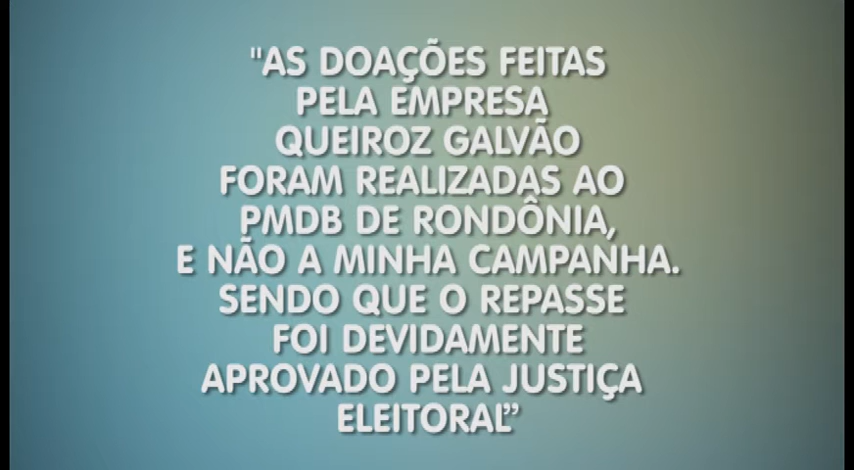 "AS DOAÇÕES FEITAS
PELA EMPRESA
QUEIROZ GALVÃO
FORAM REALIZADAS AO
PMDB DE RONDÔNIA,
E NÃO A MINHA CAMPANHA.
SENDO QUE O REPASSE
FOI DEVIDAMENTE
APROVADO PELA JUSTIÇA
ELEITORAL”